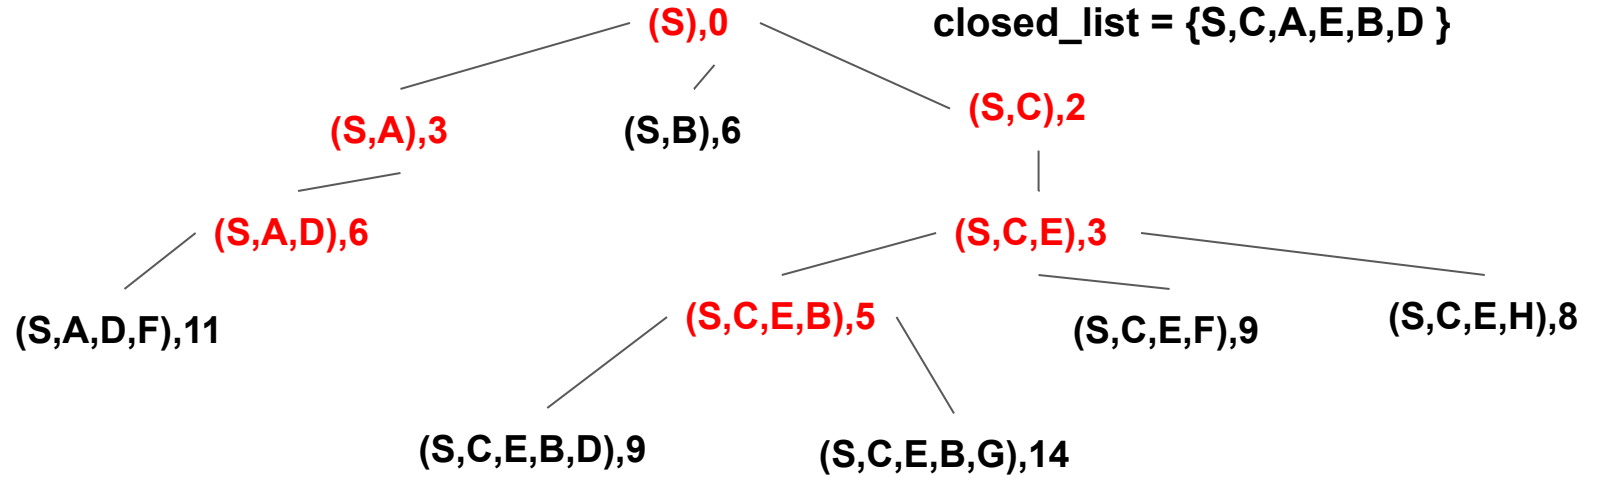 (S),0
closed_list = {S,C,A,E,B,D }
(S,A),3
(S,B),6
(S,C),2
(S,A,D),6
(S,C,E),3
(S,A,D,F),11
(S,C,E,B),5
(S,C,E,F),9
(S,C,E,H),8
(S,C,E,B,D),9
(S,C,E,B,G),14